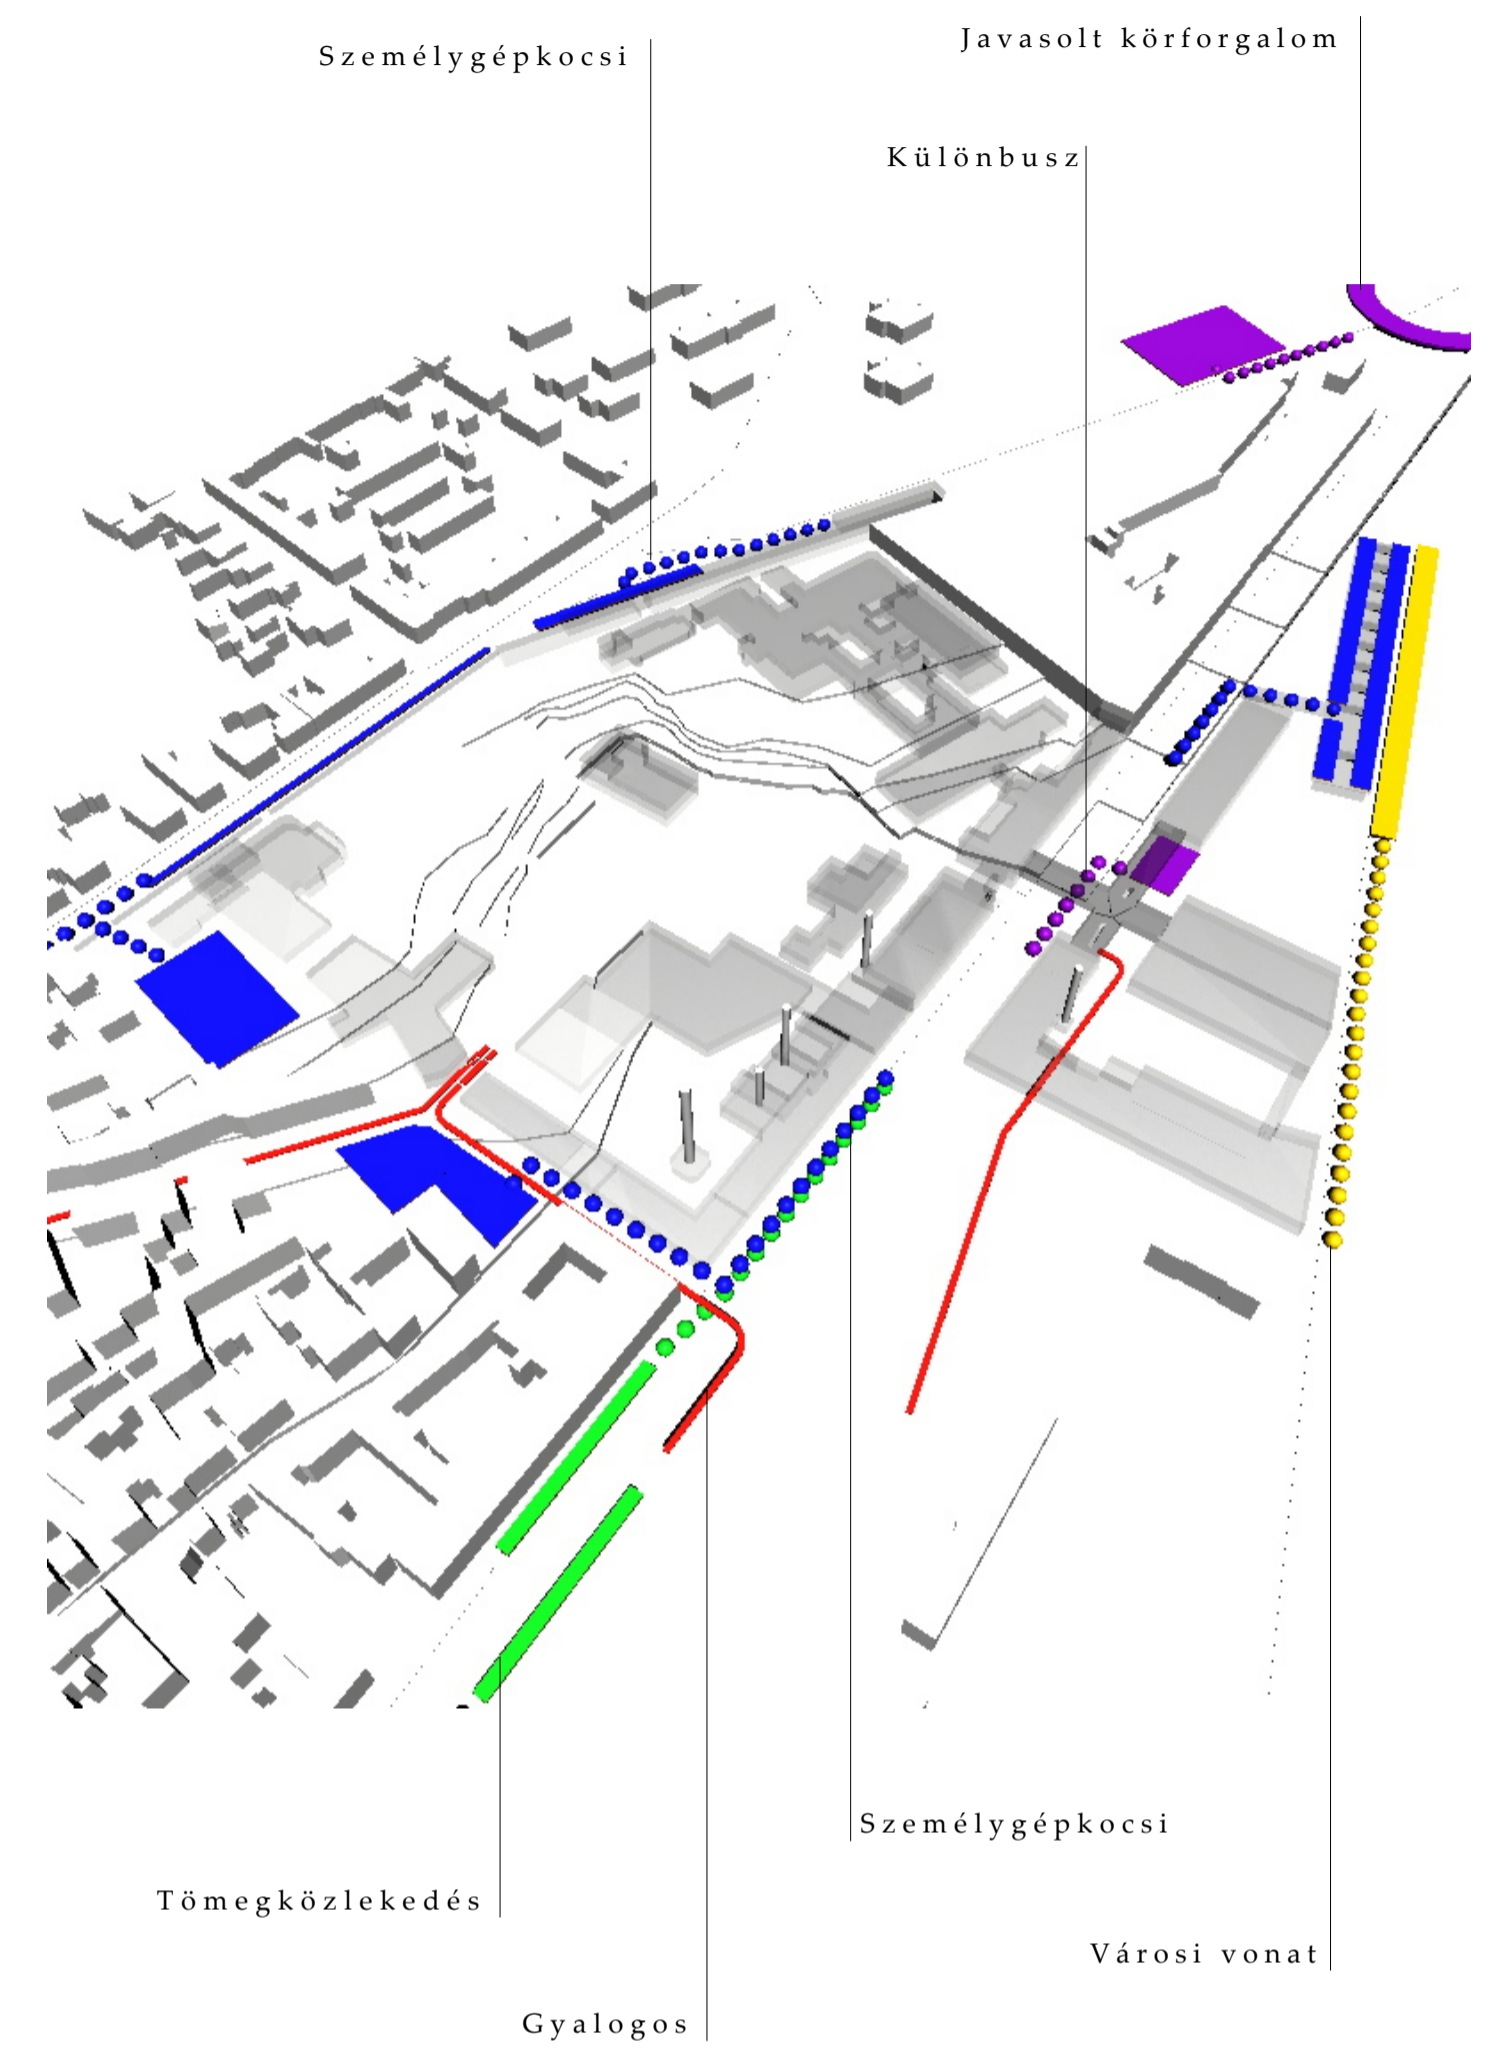 Javasolt körforgalom
Személygépkocsi
Különbusz
Személygépkocsi
Tömegközlekedés
Városi vonat
Gyalogos